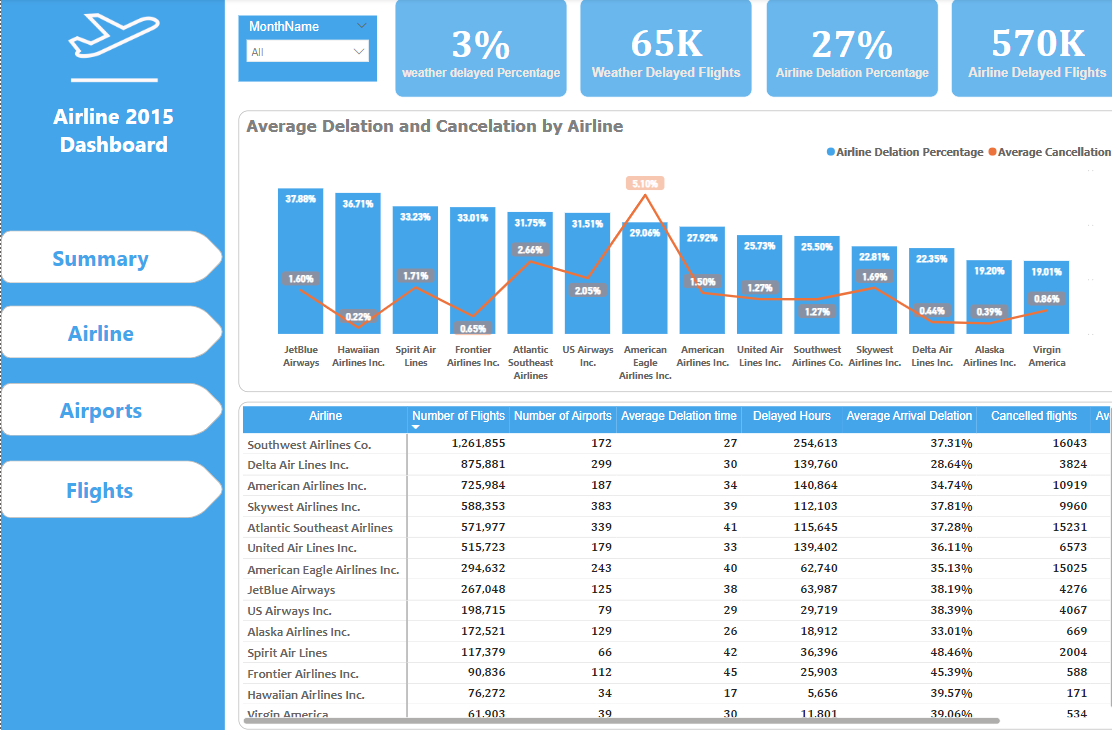 Airline 2015
Dashboard
Summary
Airline
Airports
Flights
MonthName
All
3%
weather delayed Percentage
65K
Weather Delayed Flights
27%
Airline Delation Percentage
570K
Airline Delayed Flights
Average Delation and Cancelation by Airline
Airline Delation Percentage Average Cancellation
37.88% 36.71% 33.23% 33.01% 31.75% 31.51% 29.06% 27.92% 25.73% 25.50% 22.81% 22.35% 19.20% 19.01%
1.60% 0.22% 1.71% 0.65% 2.66% 2.05% 5.10% 1.50% 1.27% 1.27% 1.69% 0.44% 0.39% 0.86%
JetBlue Airways
Hawaiian Airlines Inc.
Spirit Air Lines
Frontier Airlines Inc.
Atlantic Southeast Airlines
US Airways Inc.
American Eagle Airlines Inc.
American Airlines Inc.
United Air Lines Inc.
Southwest Airlines Co.
Skywest Airlines Inc.
Delta Air Lines Inc.
Alaska Airlines Inc.
Virgin America
Airline Number of Flights Number of Airports Average Delation time Delayed Hours Average Arrival Delation Cancelled flights Av
Southwest Airlines Co. 1,261,855 172 27 254,613 37.31% 16043
Delta Air Lines Inc. 875,881 299 30 139,760 28.64% 3824
American Airlines Inc. 725,984 187 34 140,864 34.74% 10919
Skywest Airlines Inc. 588,353 383 39 112,103 37.81% 9960
Atlantic Southeast Airlines 571,977 339 41 115,645 37.28% 15231
United Air Lines Inc. 515,723 179 33 139,402 36.11% 6573
American Eagle Airlines Inc. 294,632 243 40 62,740 35.13% 15025
JetBlue Airways 267,048 125 38 63,987 38.19% 4276
US Airways Inc. 198,715 79 29 29,719 38.39% 4067
Alaska Airlines Inc. 172,521 129 26 18,912 33.01% 669
Spirit Air Lines 117,379 66 42 36,396 48.46% 2004
Frontier Airlines Inc. 90,836 112 45 25,903 45.39% 588
Hawaiian Airlines Inc. 76,272 34 17 5,656 39.57% 171
Virgin America 61,903 39 30 11,801 39.06% 534